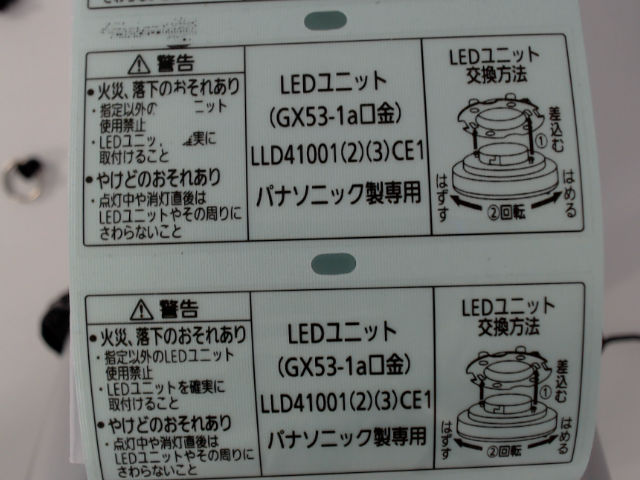 警告
●火災、落下のおそれあり
・指定以外の ユニット
使用禁止
・LEDユニッ 確実に
取付けること
●やけどのおそれあり
・点灯中や消灯直後は
LEDユニットやその周りに
さわらないこと
LEDユニット
(GX53-1a口金)
LLD41001(2)(3)CE1
パナソニック製専用
LEDユニット
交換方法
差込む
①
はずす
②回転
はめる
警告
●火災、落下のおそれあり
・指定以外のLEDユニット
使用禁止
・LEDユニットを確実に
取付けること
●やけどのおそれあり
・点灯中や消灯直後は
LEDユニットやその周りに
さわらないこと
LEDユニット
(GX53-1a口金)
LLD41001(2)(3)CE1
パナソニック製専用
LEDユニット
交換方法
差込む
①
はずす
②回転
はめる